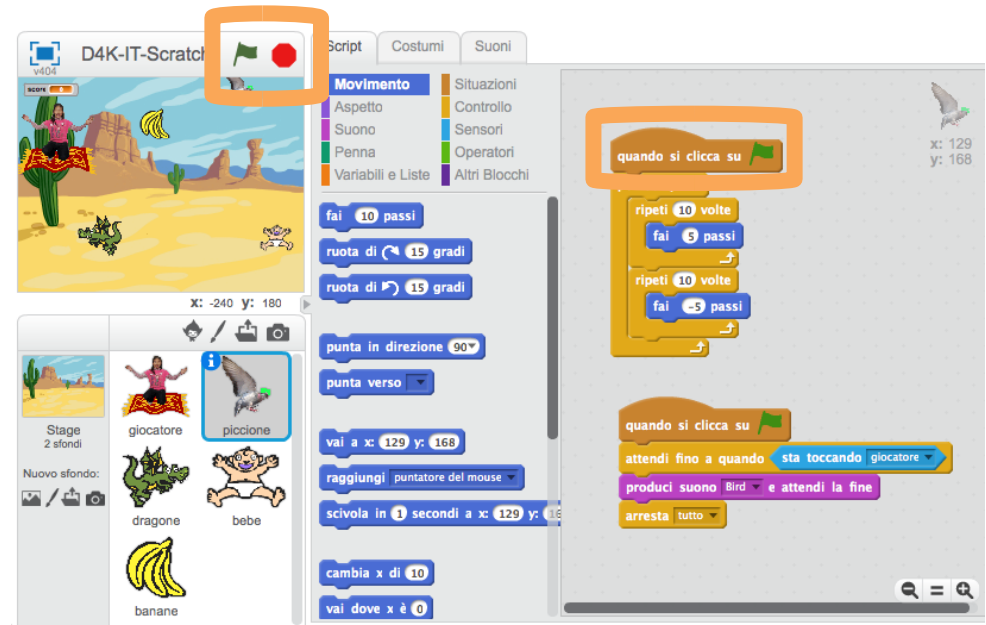 D4K-IT-Scratch
v404
score
Script Costumi Suoni
Movimento Situazioni
Aspetto Controllo
Suono Sensori
Penna Operatori
Variabili e Liste Altri Blocchi
fai 10 passi
ruota di 15 gradi
ruota di 15 gradi
punta in direzione 90
punta verso
vai a x: 129 y: 168
raggiungi puntatore del mouse
scivola in 1 secondi a x: 129 y:
cambia x di 10
vai dove x è 0
x: -240 y: 180
Stage
2 sfondi
Nuovo sfondo:
giocatore
piccione
dragone
bebe
banane
x: 129
y: 168
quando si clicca su
ripeti 10 volte
fai 5 passi
ripeti 10 volte
fai -5 passi
quando si clicca su
attendi fino a quando sta toccando giocatore
produci suono Bird e attendi la fine
arresta tutto